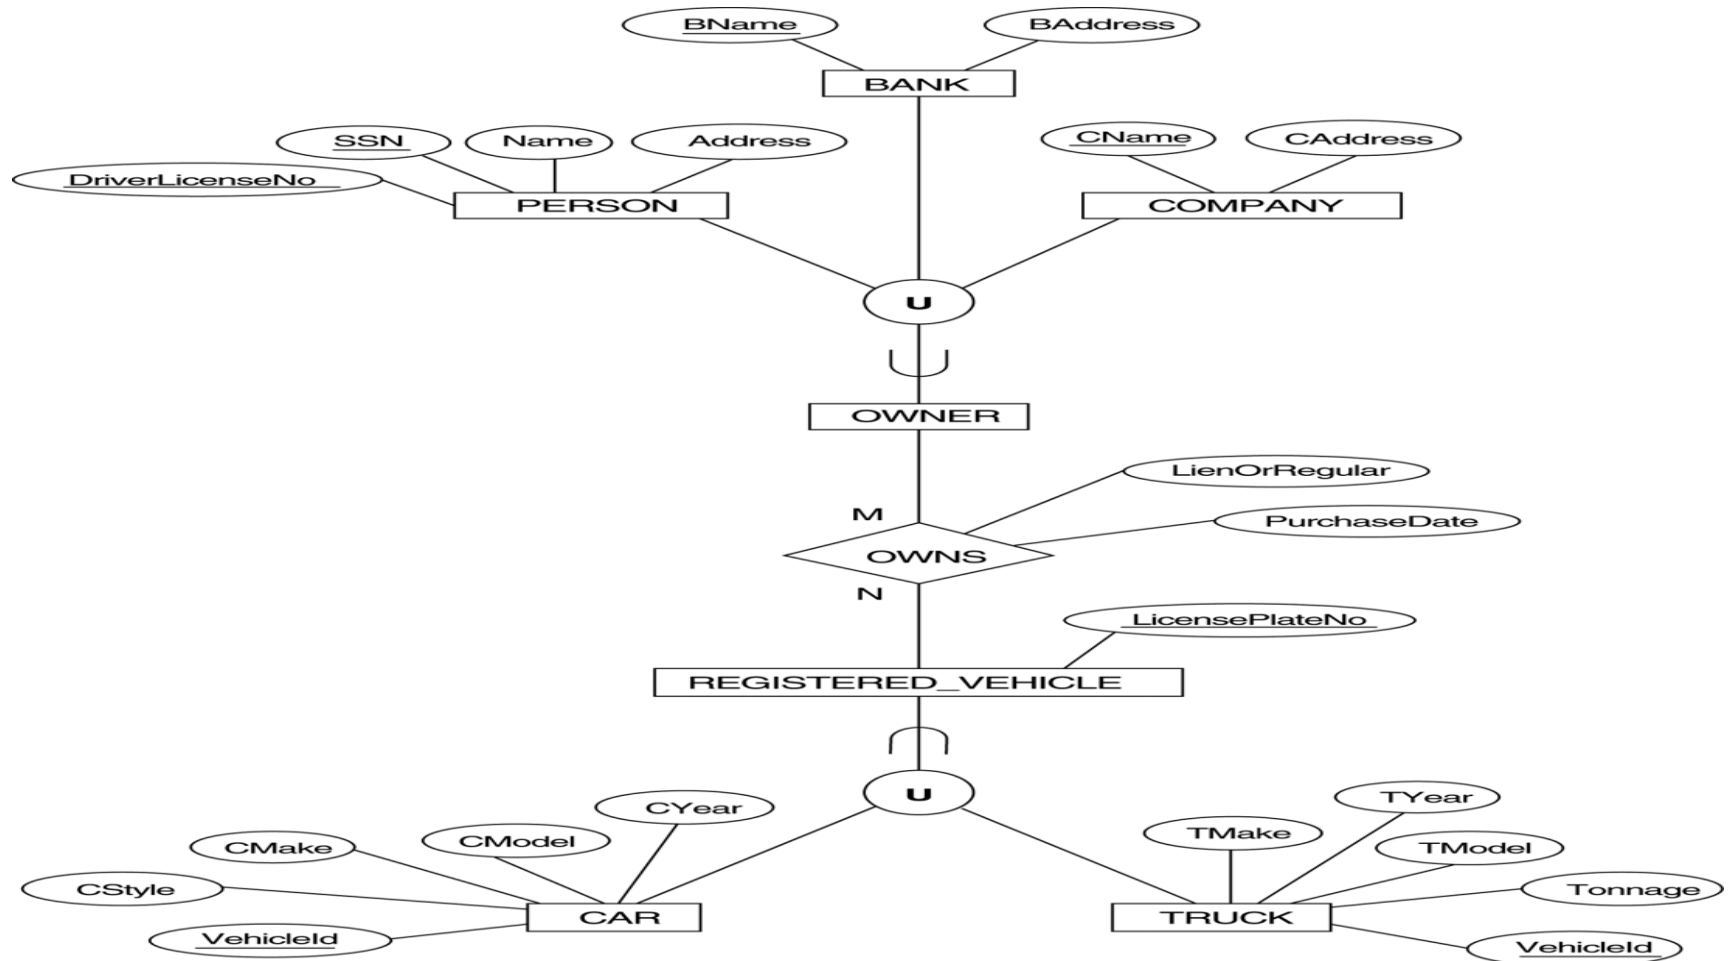 BName
BAddress
BANK
SSN
Name
Address
CName
CAddress
DriverLicenseNo
PERSON
COMPANY
U
OWNER
LienOrRegular
M
PurchaseDate
OWNS
N
LicensePlateNo
REGISTERED_VEHICLE
U
CYear
TYear
CMake
CModel
TMake
TModel
CStyle
Tonnage
CAR
TRUCK
VehicleId
VehicleId